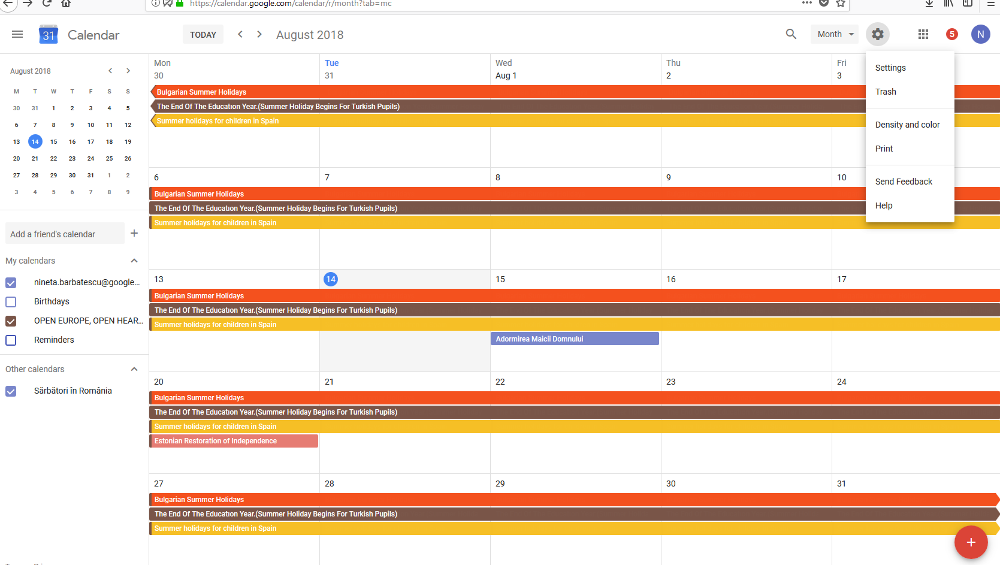 https://calendar.google.com/calendar/r/month?tab=mc
31 Calendar TODAY August 2018 Month 5 N
Settings
Trash
Density and color
Print
Send Feedback
Help
August 2018
M T W T F S S
30 31 1 2 3 4 5
6 7 8 9 10 11 12
13 14 15 16 17 18 19
20 21 22 23 24 25 26
27 28 29 30 31 1 2
3 4 5 6 7 8 9
Add a friend's calendar +
My calendars
nineta.barbatescu@google...
Birthdays
OPEN EUROPE, OPEN HEAR...
Reminders
Other calendars
Sărbători în România
Mon Tue Wed Thu Fri
30 31 Aug 1 2 3
Bulgarian Summer Holidays
The End Of The Educatıon Year.(Summer Holiday Begins For Turkish Pupils)
Summer holidays for children in Spain
6 7 8 9 10
Bulgarian Summer Holidays
The End Of The Educatıon Year.(Summer Holiday Begins For Turkish Pupils)
Summer holidays for children in Spain
13 14 15 16 17
Bulgarian Summer Holidays
The End Of The Educatıon Year.(Summer Holiday Begins For Turkish Pupils)
Summer holidays for children in Spain
Adormirea Maicii Domnului
20 21 22 23 24
Bulgarian Summer Holidays
The End Of The Educatıon Year.(Summer Holiday Begins For Turkish Pupils)
Summer holidays for children in Spain
Estonian Restoration of Independence
27 28 29 30 31
Bulgarian Summer Holidays
The End Of The Educatıon Year.(Summer Holiday Begins For Turkish Pupils)
Summer holidays for children in Spain
+